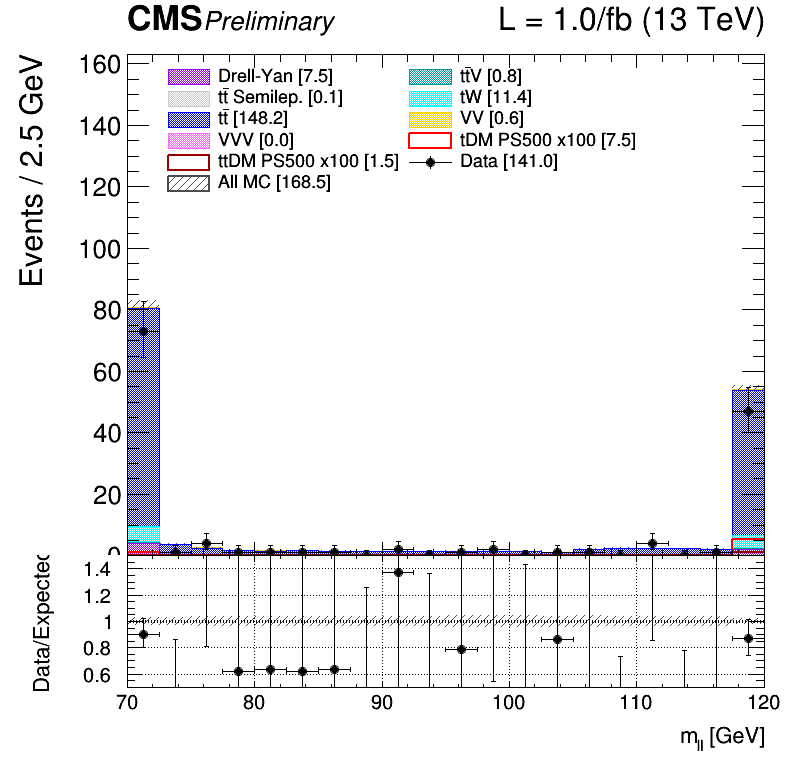 CMS Preliminary L = 1.0/fb (13 TeV)
Events / 2.5 GeV
160
140
120
100
80
60
40
20
0
Drell-Yan [7.5]
tt̄ Semilep. [0.1]
tt̄ [148.2]
VVV [0.0]
ttDM PS500 x100 [1.5]
All MC [168.5]
tt̄V [0.8]
tW [11.4]
VV [0.6]
tDM PS500 x100 [7.5]
Data [141.0]
Data/Expected
1.4
1.2
1
0.8
0.6
70 80 90 100 110 120
m_ll [GeV]